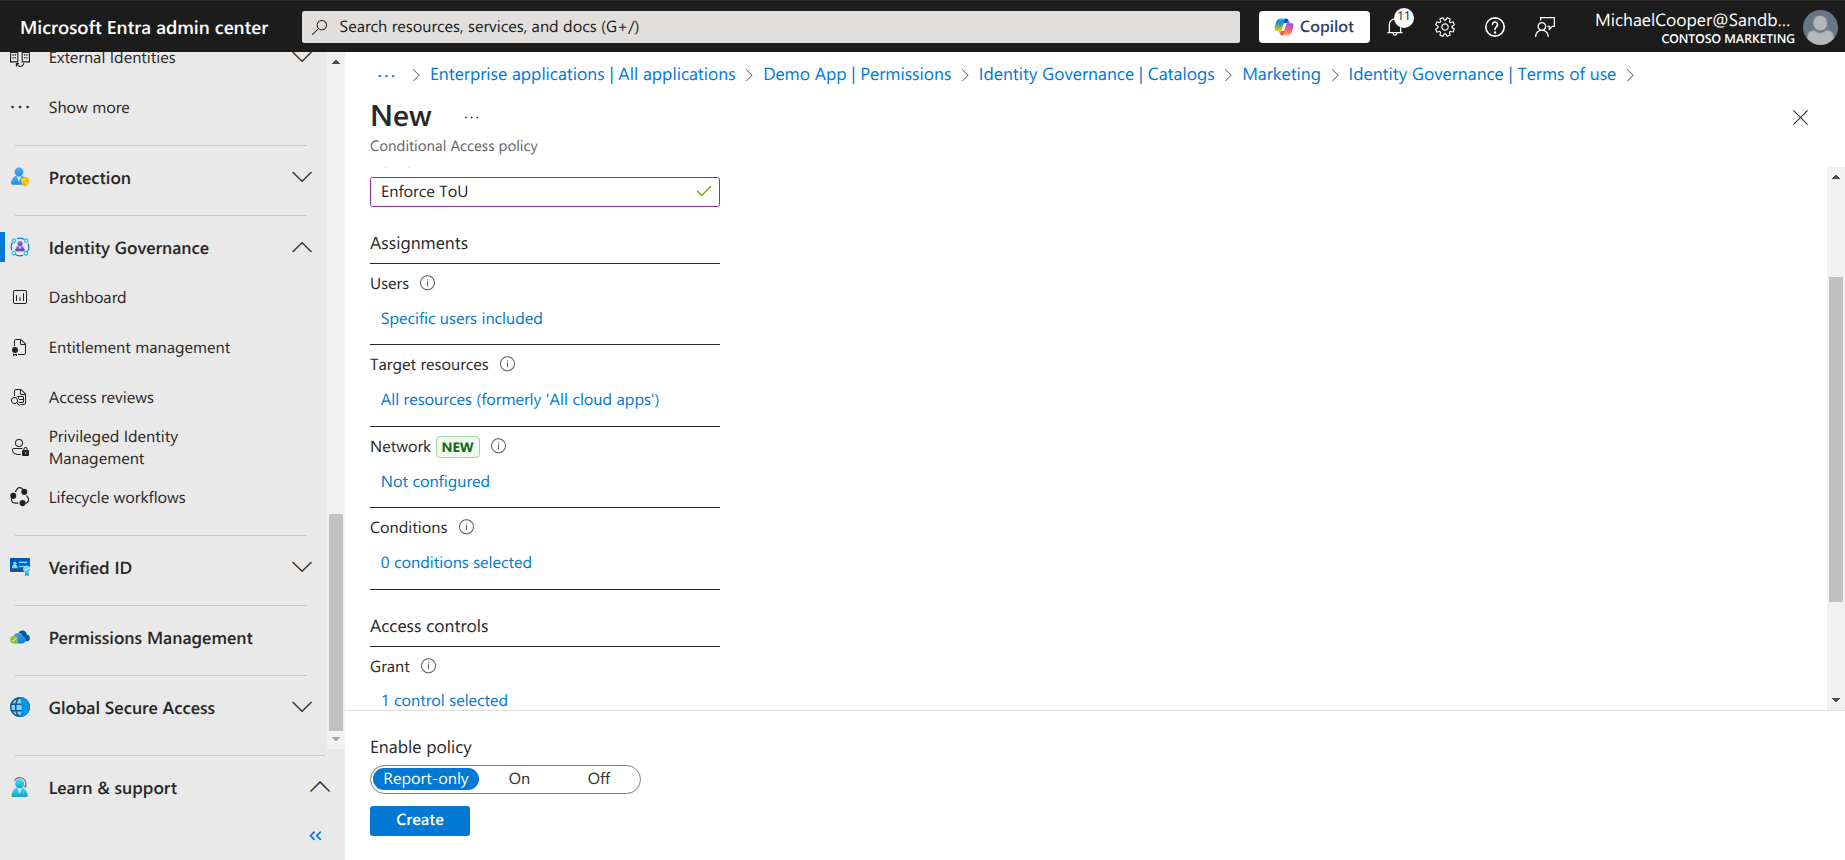 Microsoft Entra admin center
Search resources, services, and docs (G+/)
Copilot
11
MichaelCooper@Sandb...
CONTOSO MARKETING
External Identities
Show more
Protection
Identity Governance
Dashboard
Entitlement management
Access reviews
Privileged Identity
Management
Lifecycle workflows
Verified ID
Permissions Management
Global Secure Access
Learn & support
... > Enterprise applications | All applications > Demo App | Permissions > Identity Governance | Catalogs > Marketing > Identity Governance | Terms of use >
New ...
Conditional Access policy
Enforce ToU
Assignments
Users
Specific users included
Target resources
All resources (formerly 'All cloud apps')
Network NEW
Not configured
Conditions
0 conditions selected
Access controls
Grant
1 control selected
Enable policy
Report-only On Off
Create